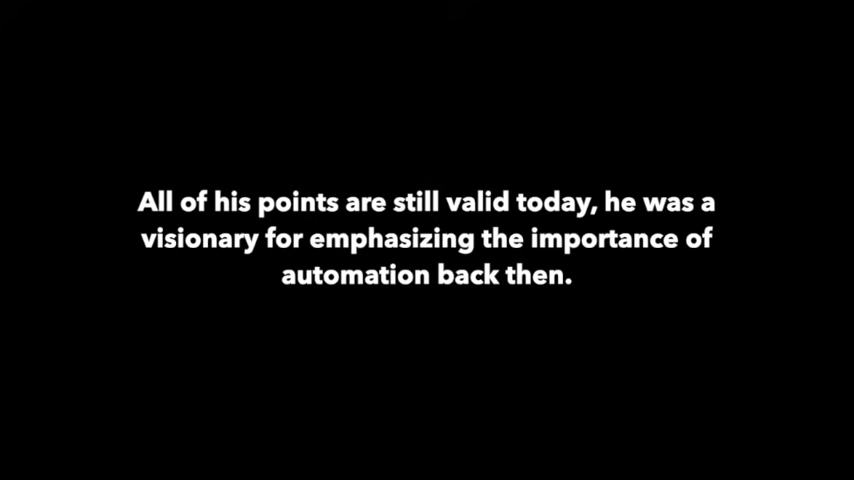 All of his points are still valid today, he was a
visionary for emphasizing the importance of
automation back then.